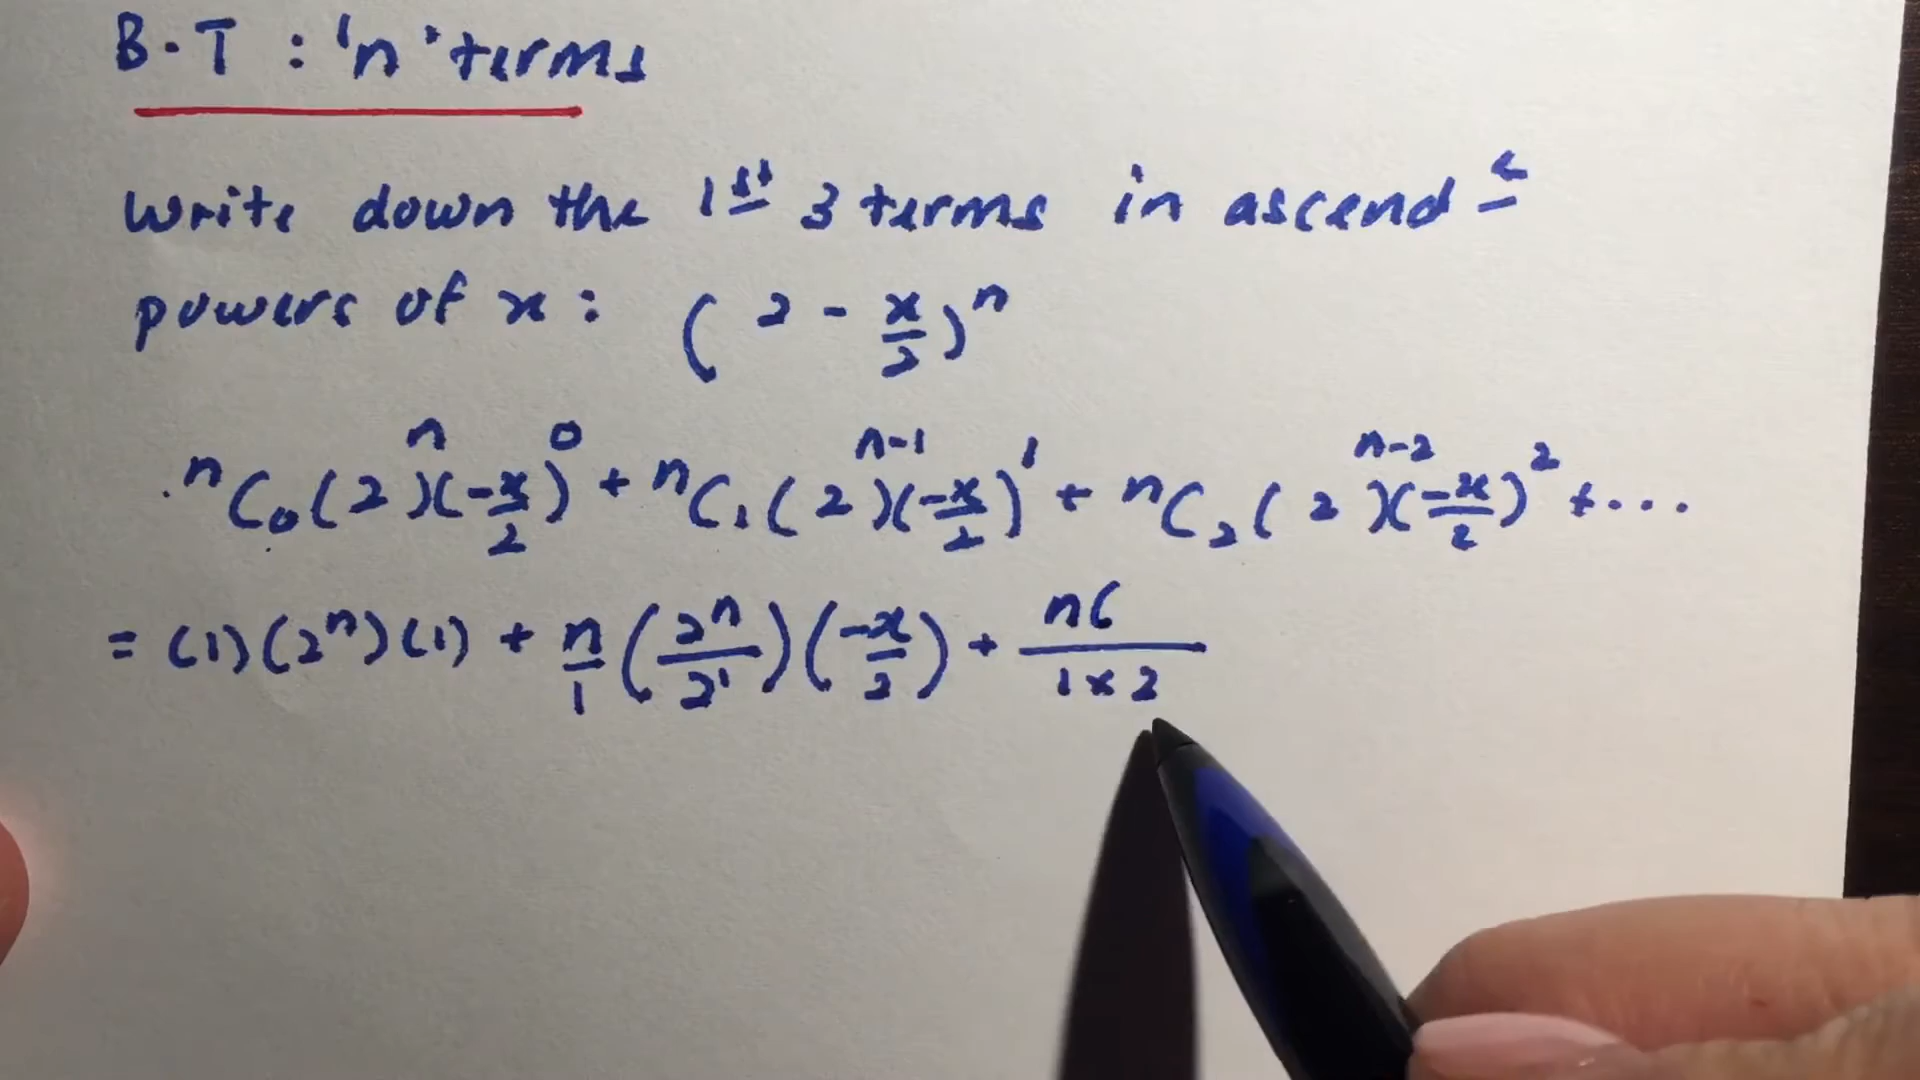 B.T : 'n' terms
write down the 1st 3 terms in ascend
powers of x : (2 - x/2)^n
nC0(2)^n(-x/2)^0 + nC1(2)^n-1(-x/2)^1 + nC2(2)^n-2(-x/2)^2 + ...
= (1)(2^n)(1) + n/1(2^n/2^1)(-x/2) + n(/1×2